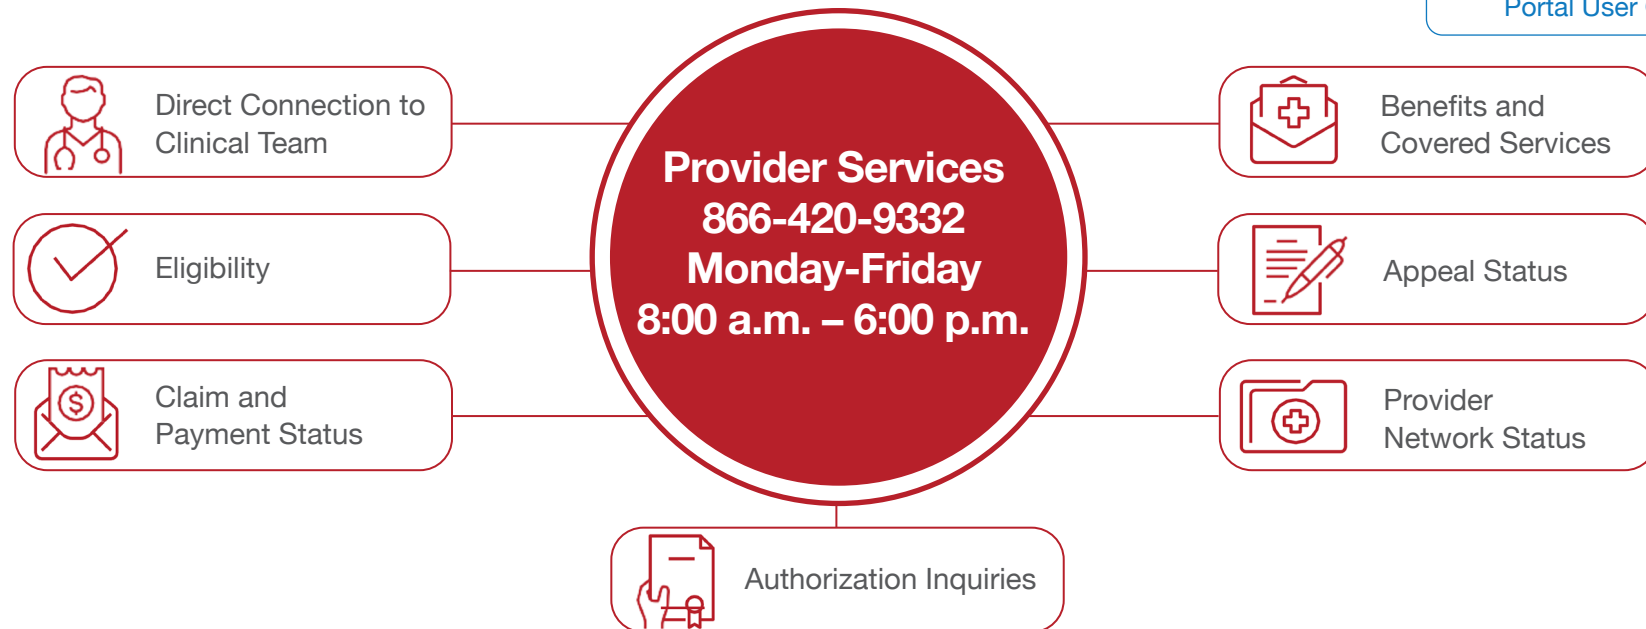 Portal User
Direct Connection to
Clinical Team
Eligibility
Claim and
Payment Status
Provider Services
866-420-9332
Monday-Friday
8:00 a.m. – 6:00 p.m.
Benefits and
Covered Services
Appeal Status
Provider
Network Status
Authorization Inquiries
$